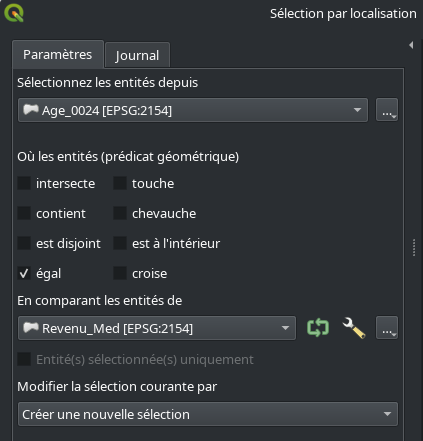 Sélection par localisation
Paramètres Journal
Sélectionnez les entités depuis
Age_0024 [EPSG:2154] ...
Où les entités (prédicat géométrique)
intersecte touche
contient chevauche
est disjoint est à l'intérieur
égal croise
En comparant les entités de
Revenu_Med [EPSG:2154] ...
Entité(s) sélectionnée(s) uniquement
Modifier la sélection courante par
Créer une nouvelle sélection